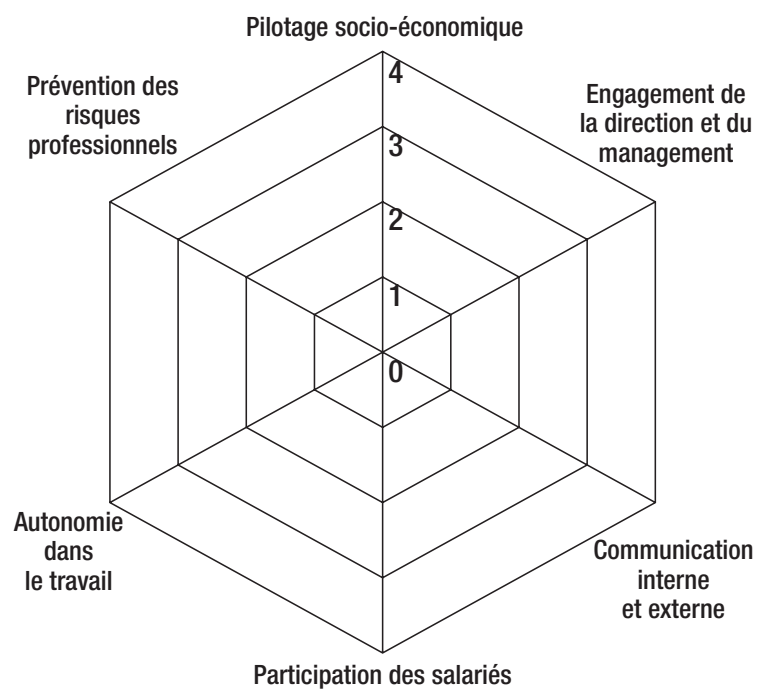 Pilotage socio-économique
4
Prévention des
risques
professionnels
Engagement de
la direction et du
management
3
2
1
0
Autonomie
dans
le travail
Communication
interne
et externe
Participation des salariés